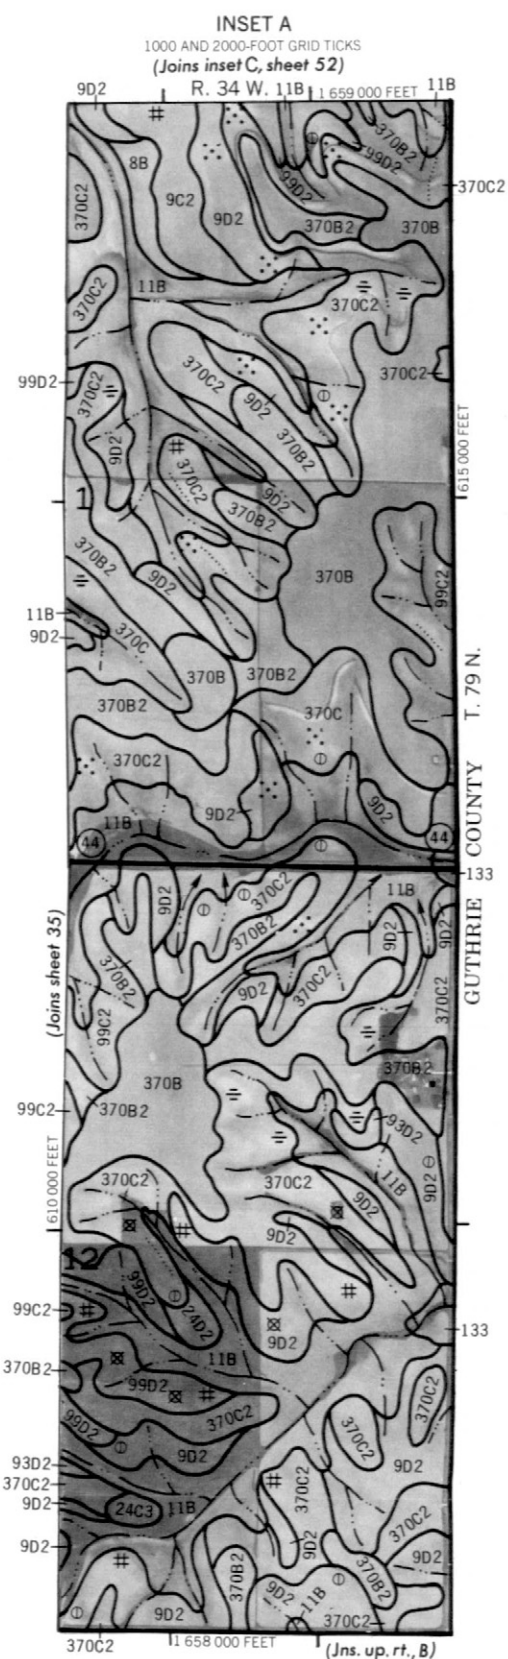 INSET A
1000 AND 2000-FOOT GRID TICKS
(Joins inset C, sheet 52)
9D2 R. 34 W. 11B 1 659 000 FEET 11B
370B2
8B 99D2
99D2 370C2
370C2 9C2
9D2 370B2 370B
11B
370C2 370C2
370C2 370C2
99D2
370C2 9D2
9D2 370B2
615 000 FEET
370C2
9D2
1
370B2
370B2
370B
9D2 99C2
11B
370C
9D2
T. 79 N.
370B 370B2
370B2
370C
370C2
9D2 9D2
11B
44 44
COUNTY
133
11B
9D2 370C2
370B2 9D2 9D2
(Joins sheet 35)
370B2 9D2 370C2
GUTHRIE
370C2
99C2
370B2
370B
99C2 370B2
93D2
11B
9D2
610 000 FEET
370C2 370C2
9D2
9D2
12
99D2
99C2
24D2
133
9D2
11B
370B2
99D2
370C2
370C2
99D2 370C2
9D2 9D2
93D2
370C2 370C2
9D2 24C3 11B
370C2
9D2
9D2 9D2
370B2 370B2
9D2
11B
9D2
370C2
370C2 1 658 000 FEET (Jns. up. rt., B)